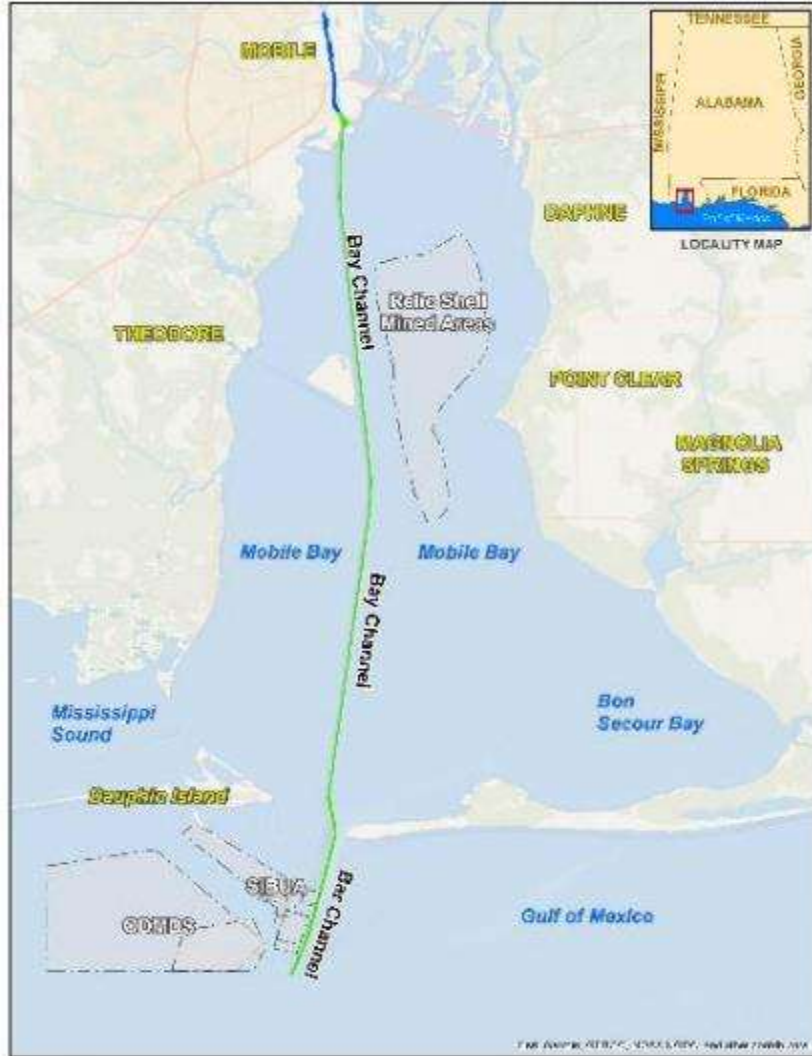 MOBILE
TENNESSEE
MISSISSIPPI
ALABAMA
GEORGIA
FLORIDA
LOCALITY MAP
DAPHNE
Bay Channel
Relic Shell
Mined Areas
THEODORE
POINT CLEAR
MAGNOLIA
SPRINGS
Mobile Bay
Mobile Bay
Bay Channel
Mississippi
Sound
Bon
Secour Bay
Dauphin Island
SIBUA
ODMDS
Bar Channel
Gulf of Mexico